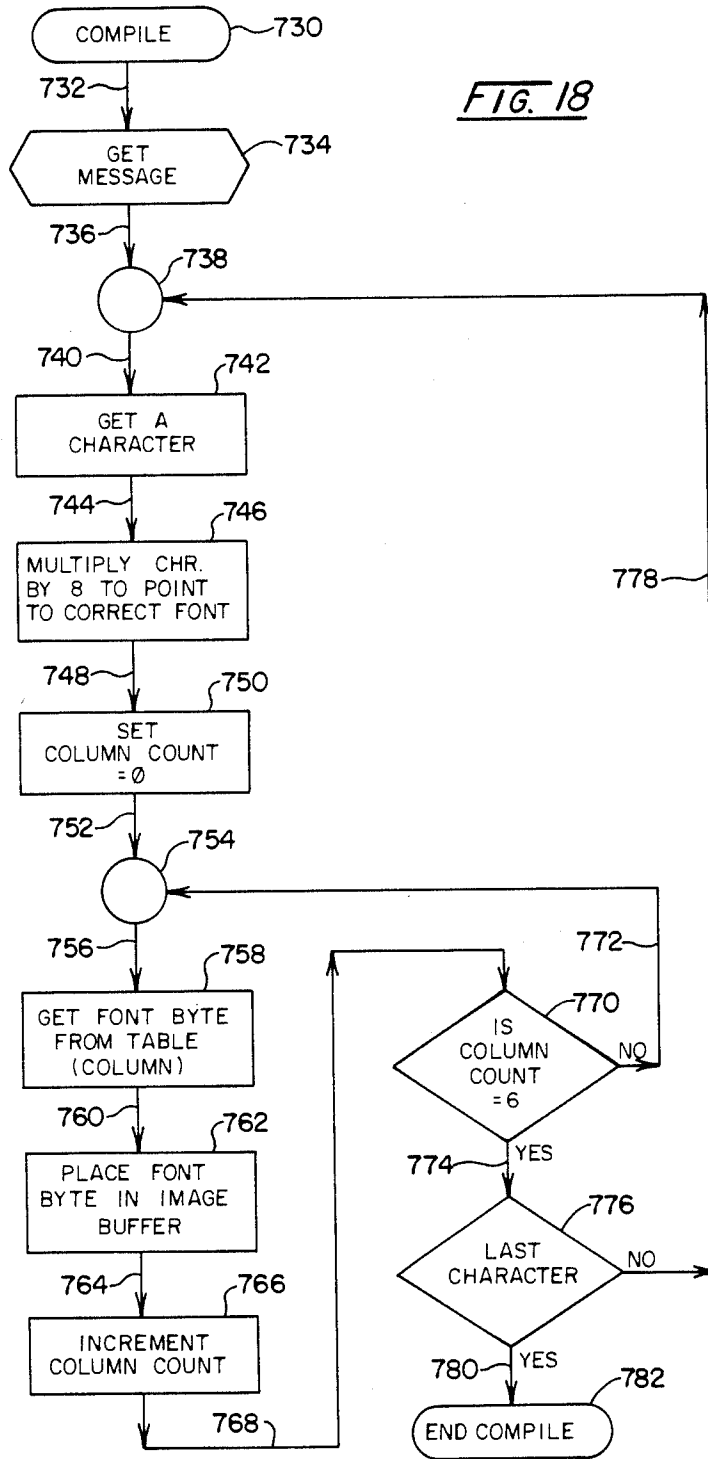 COMPILE
730
732
FIG. 18
GET
MESSAGE
734
736
738
740
742
GET A
CHARACTER
744
746
MULTIPLY CHR.
BY 8 TO POINT
TO CORRECT FONT
778
748
750
SET
COLUMN COUNT
=Ø
752
754
756
758
GET FONT BYTE
FROM TABLE
(COLUMN)
760
762
PLACE FONT
BYTE IN IMAGE
BUFFER
764
766
INCREMENT
COLUMN COUNT
768
772
770
IS
COLUMN
COUNT
=6
NO
774
YES
776
LAST
CHARACTER
NO
780
YES
782
END COMPILE